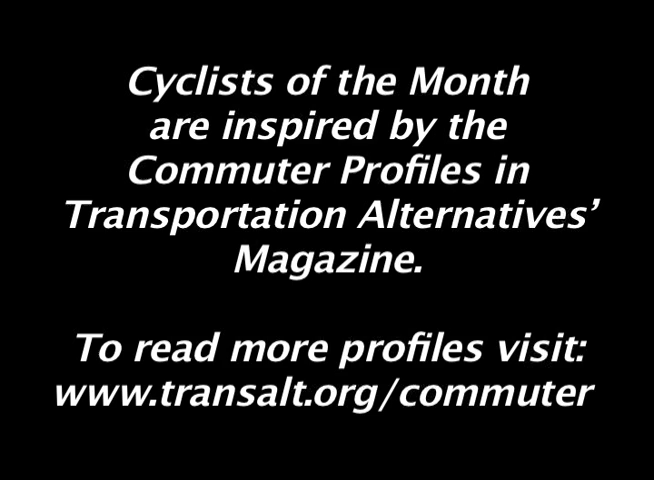 Cyclists of the Month
are inspired by the
Commuter Profiles in
Transportation Alternatives’
Magazine.
To read more profiles visit:
www.transalt.org/commuter